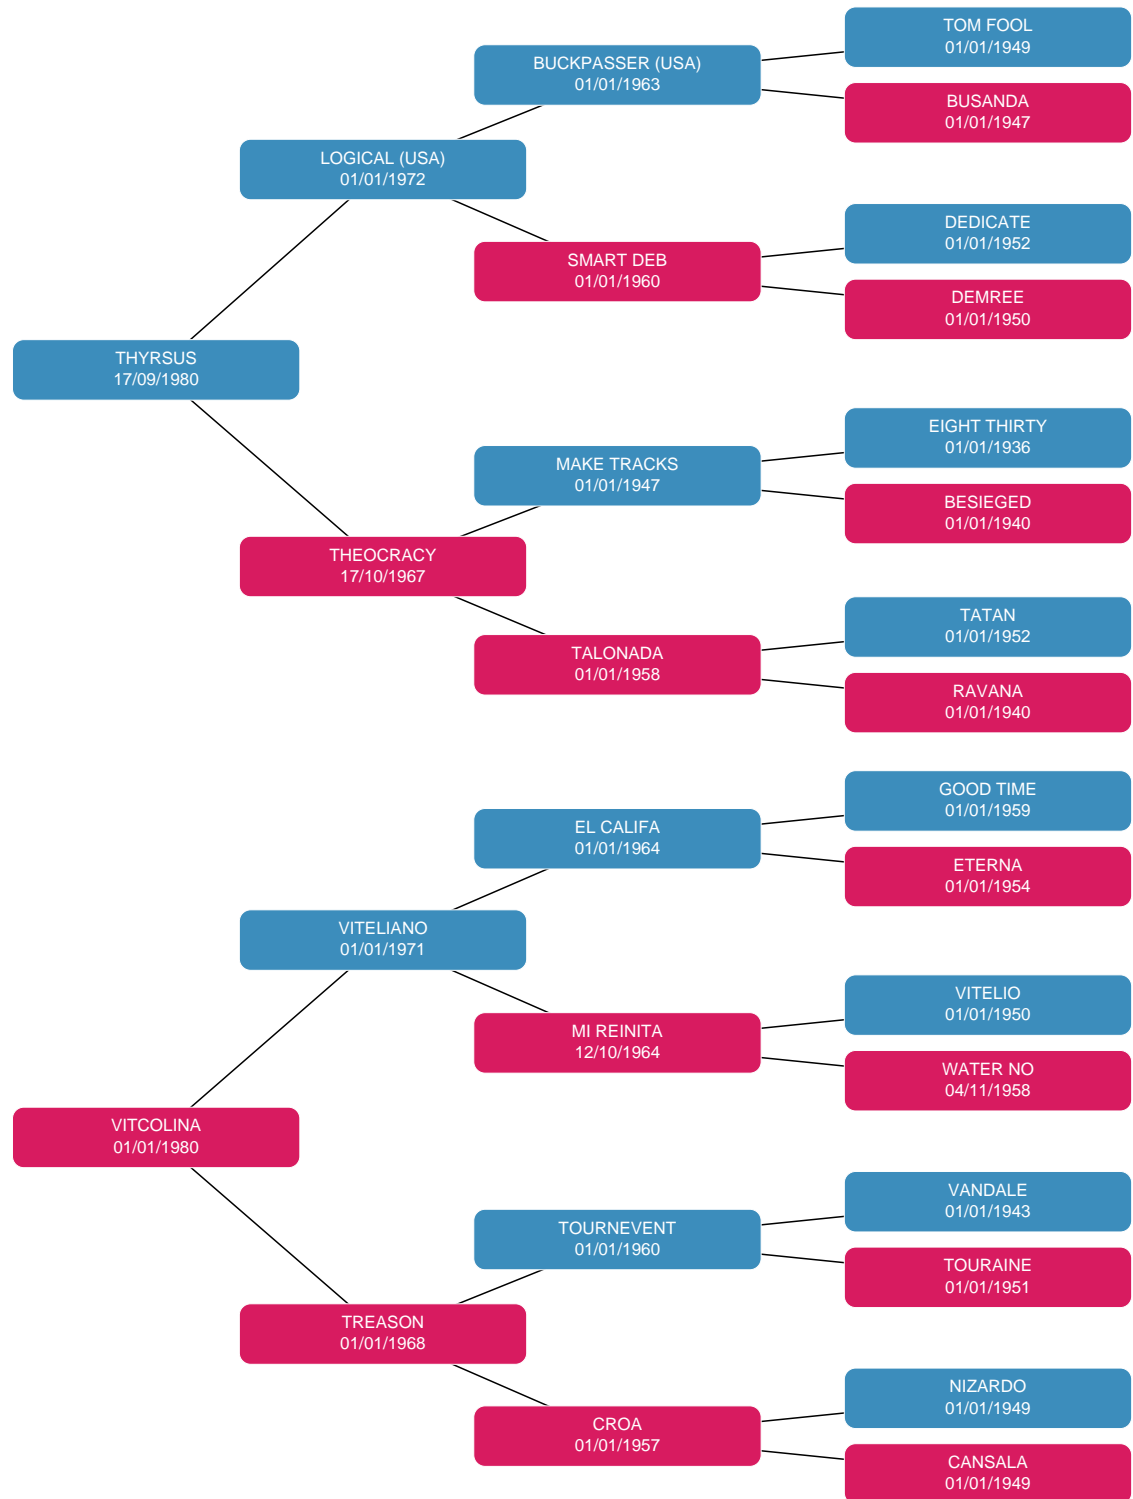 TOM FOOL
01/01/1949
BUCKPASSER (USA)
01/01/1963
BUSANDA
01/01/1947
LOGICAL (USA)
01/01/1972
DEDICATE
01/01/1952
SMART DEB
01/01/1960
DEMREE
01/01/1950
THYRSUS
17/09/1980
EIGHT THIRTY
01/01/1936
MAKE TRACKS
01/01/1947
BESIEGED
01/01/1940
THEOCRACY
17/10/1967
TATAN
01/01/1952
TALONADA
01/01/1958
RAVANA
01/01/1940
GOOD TIME
01/01/1959
EL CALIFA
01/01/1964
ETERNA
01/01/1954
VITELIANO
01/01/1971
VITELIO
01/01/1950
MI REINITA
12/10/1964
WATER NO
04/11/1958
VITCOLINA
01/01/1980
VANDALE
01/01/1943
TOURNEVENT
01/01/1960
TOURAINE
01/01/1951
TREASON
01/01/1968
NIZARDO
01/01/1949
CROA
01/01/1957
CANSALA
01/01/1949